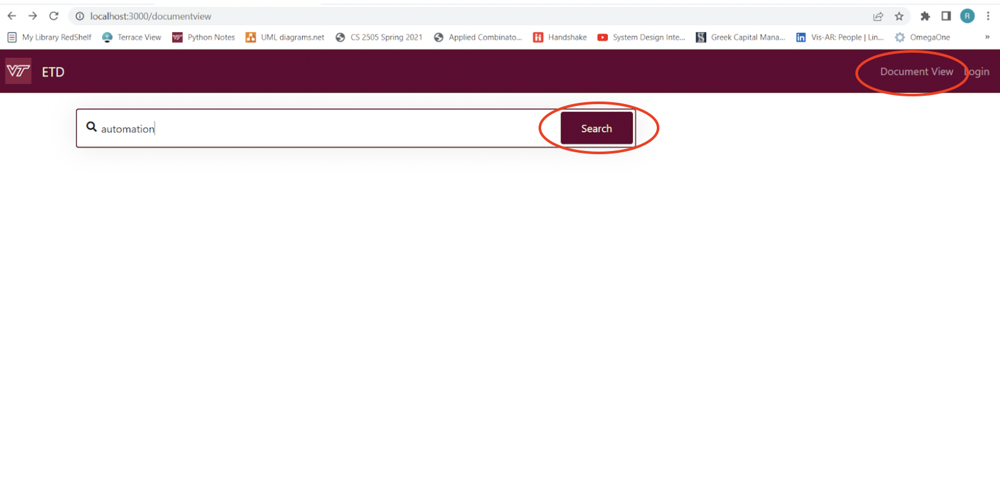 localhost:3000/documentview
R
My Library RedShelf Terrace View Python Notes UML diagrams.net CS 2505 Spring 2021 Applied Combinato... Handshake System Design Inte... Greek Capital Mana... Vis-AR: People | Lin... OmegaOne »
VT ETD Document View Login
automation Search